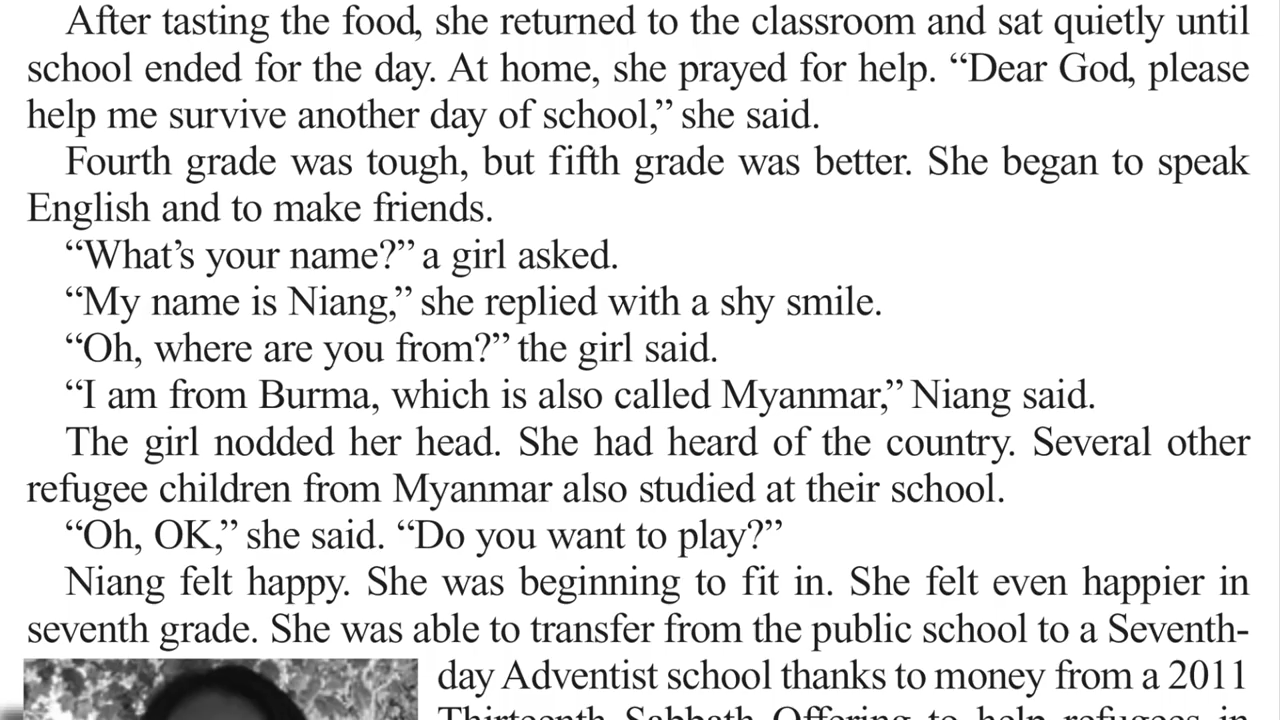 After tasting the food, she returned to the classroom and sat quietly until
school ended for the day. At home, she prayed for help. “Dear God, please
help me survive another day of school,” she said.
Fourth grade was tough, but fifth grade was better. She began to speak
English and to make friends.
“What’s your name?” a girl asked.
“My name is Niang,” she replied with a shy smile.
“Oh, where are you from?” the girl said.
“I am from Burma, which is also called Myanmar,” Niang said.
The girl nodded her head. She had heard of the country. Several other
refugee children from Myanmar also studied at their school.
“Oh, OK,” she said. “Do you want to play?”
Niang felt happy. She was beginning to fit in. She felt even happier in
seventh grade. She was able to transfer from the public school to a Seventh-
day Adventist school thanks to money from a 2011
Thirteenth Sabbath Offering to help refugees in